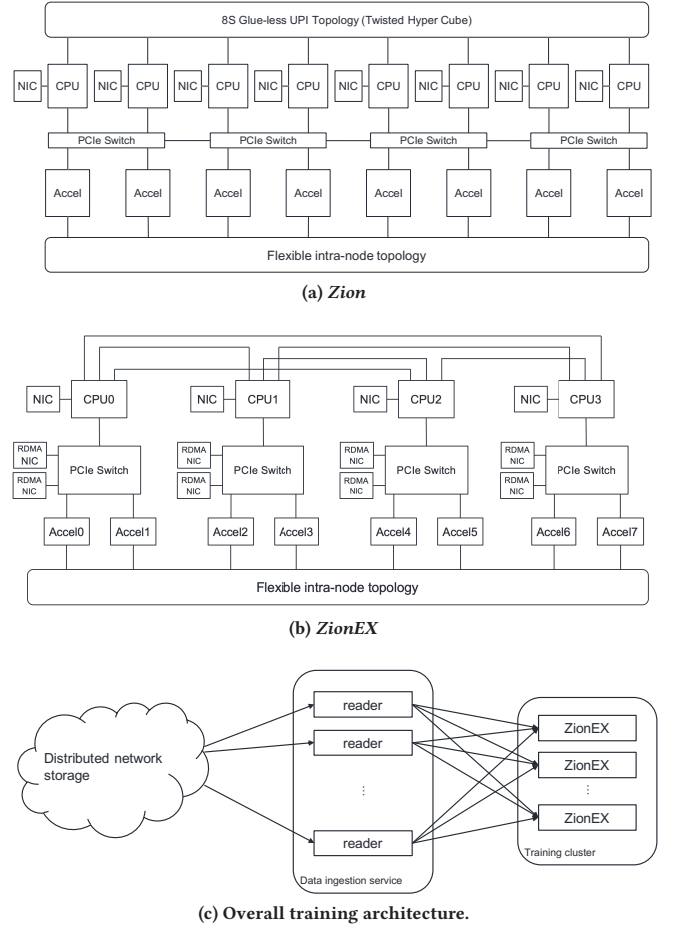 8S Glue-less UPI Topology (Twisted Hyper Cube)
NIC CPU NIC CPU NIC CPU NIC CPU NIC CPU NIC CPU NIC CPU NIC CPU
PCIe Switch PCIe Switch PCIe Switch PCIe Switch
Accel Accel Accel Accel Accel Accel Accel Accel
Flexible intra-node topology
(a) Zion
NIC CPU0 NIC CPU1 NIC CPU2 NIC CPU3
RDMA
NIC
RDMA
NIC
PCIe Switch
RDMA
NIC
RDMA
NIC
PCIe Switch
RDMA
NIC
RDMA
NIC
PCIe Switch
RDMA
NIC
RDMA
NIC
PCIe Switch
Accel0 Accel1 Accel2 Accel3 Accel4 Accel5 Accel6 Accel7
Flexible intra-node topology
(b) ZionEX
Distributed network
storage
reader
reader
⋮
reader
Data ingestion service
ZionEX
ZionEX
⋮
ZionEX
Training cluster
(c) Overall training architecture.